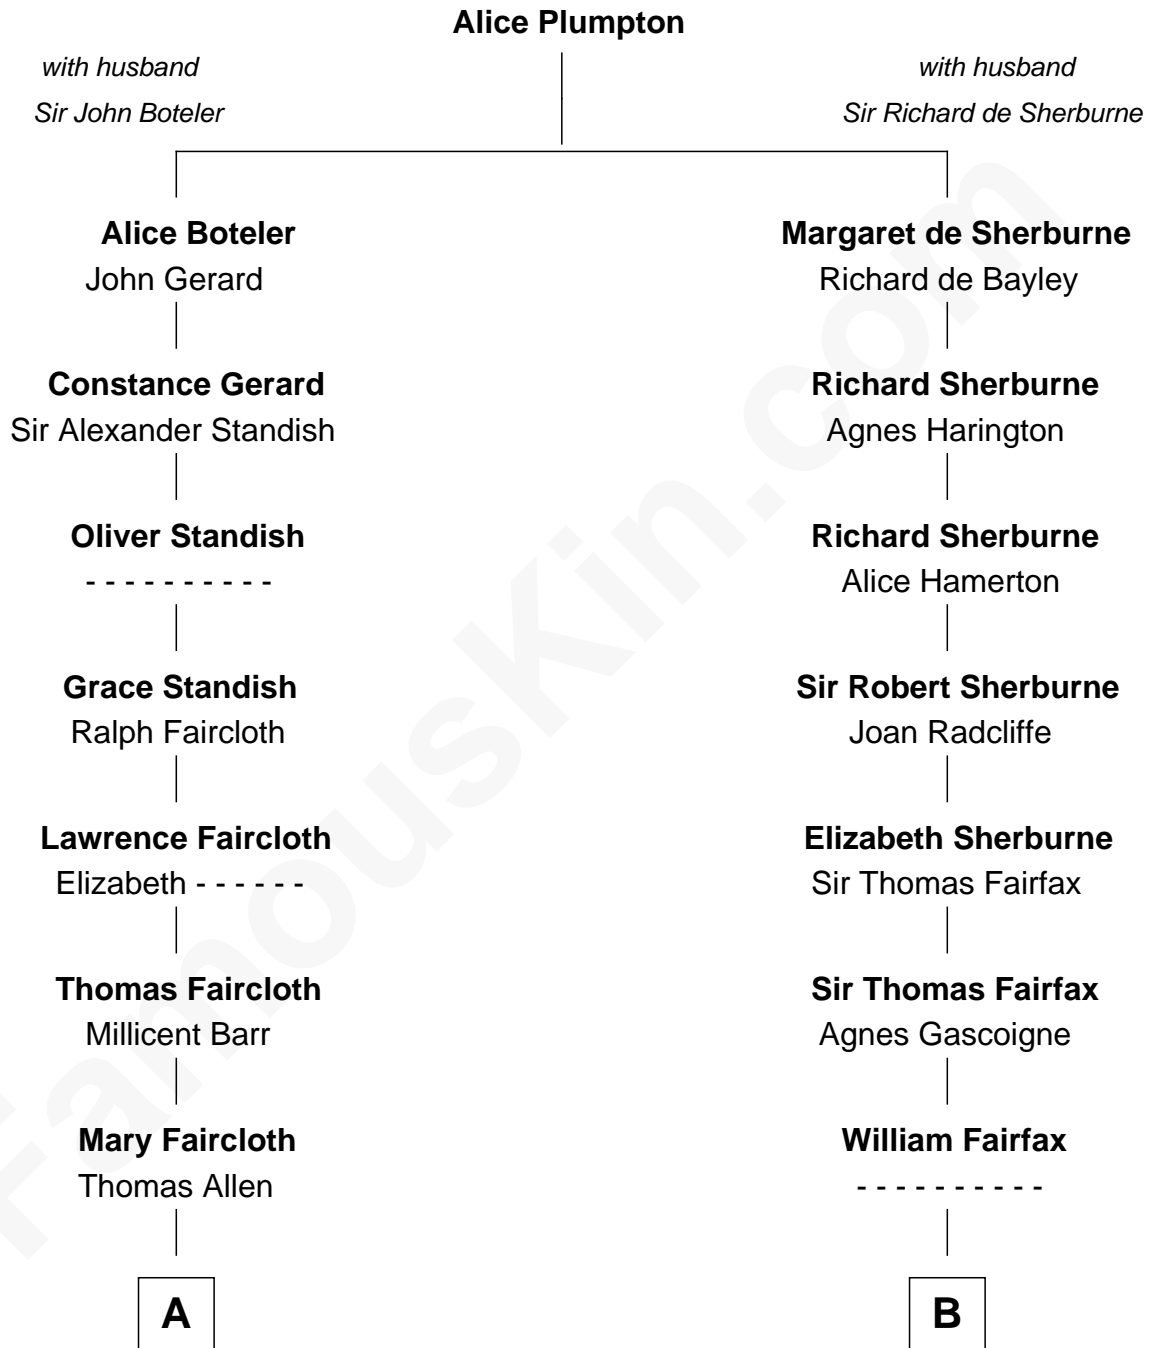 Alice Plumpton
with husband
Sir John Boteler
with husband
Sir Richard de Sherburne
Alice Boteler
John Gerard
Margaret de Sherburne
Richard de Bayley
Constance Gerard
Sir Alexander Standish
Richard Sherburne
Agnes Harington
Oliver Standish
- - - - - - - - - -
Richard Sherburne
Alice Hamerton
Grace Standish
Ralph Faircloth
Sir Robert Sherburne
Joan Radcliffe
Lawrence Faircloth
Elizabeth - - - - - -
Elizabeth Sherburne
Sir Thomas Fairfax
Thomas Faircloth
Millicent Barr
Sir Thomas Fairfax
Agnes Gascoigne
Mary Faircloth
Thomas Allen
William Fairfax
- - - - - - - - - -
A
B
FamousKin.com